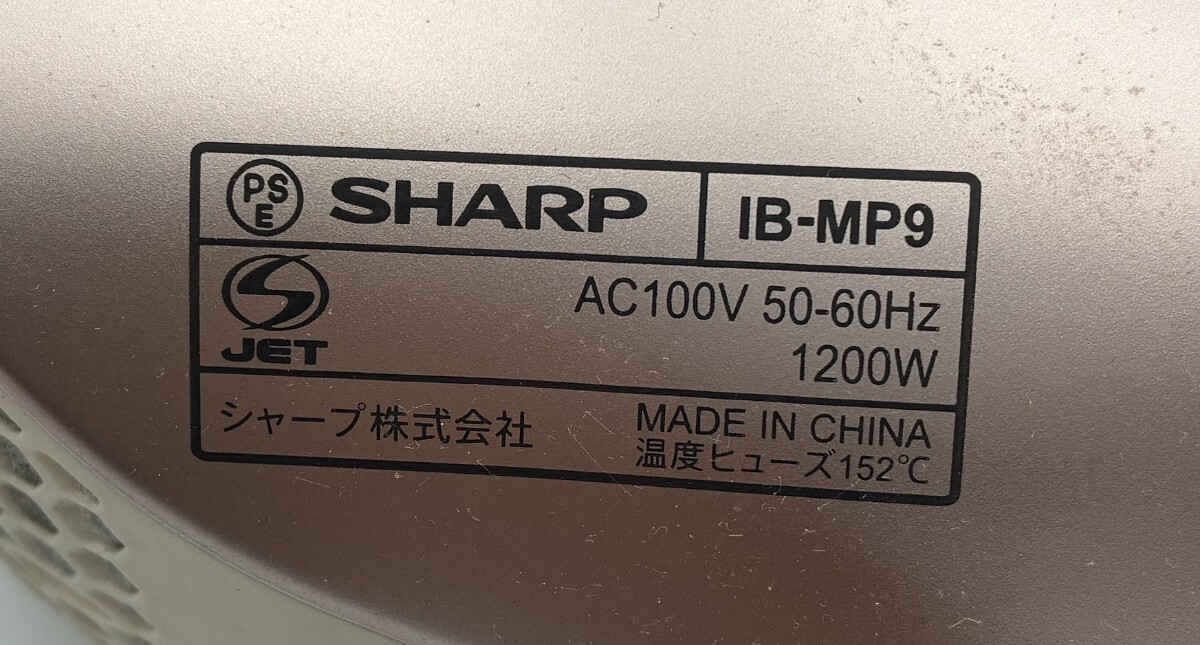 PSE SHARP IB-MP9
JET
AC100V 50-60Hz
1200W
シャープ株式会社
MADE IN CHINA
温度ヒューズ152℃